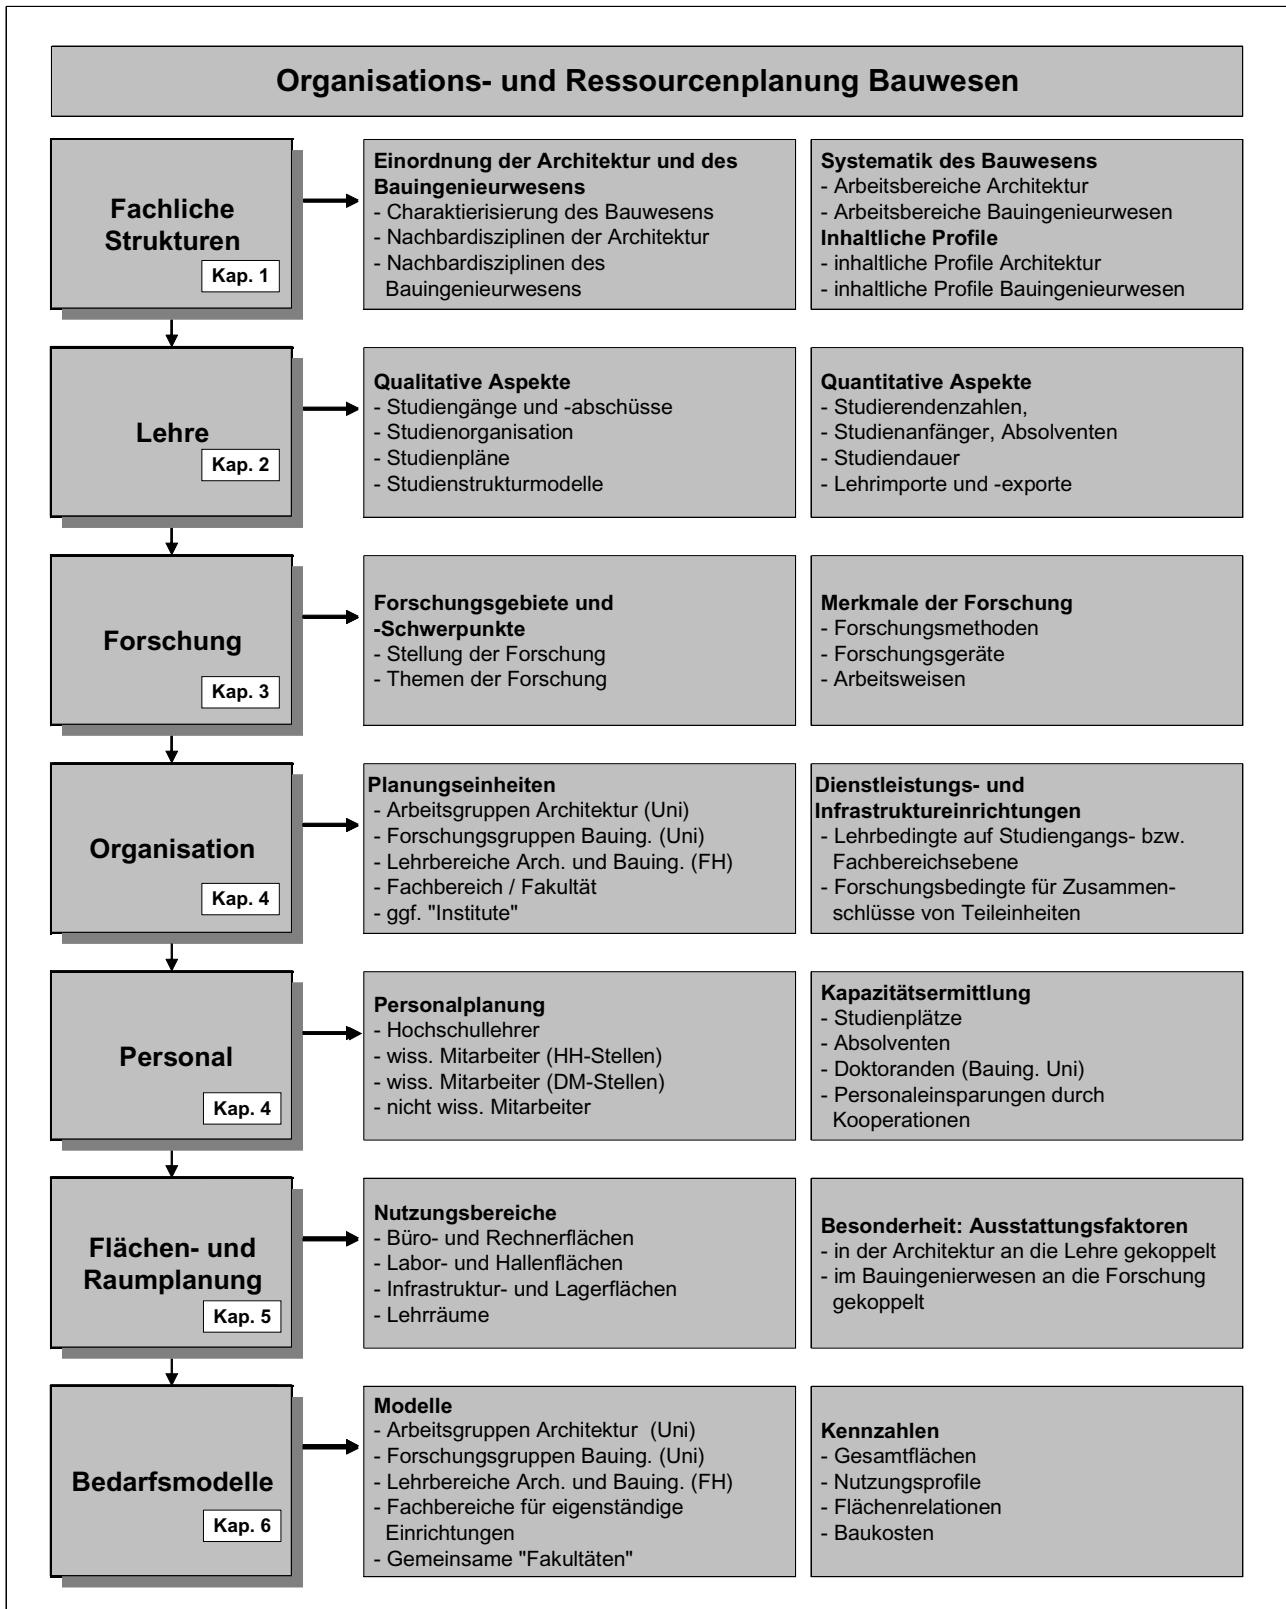 Organisations- und Ressourcenplanung Bauwesen
Fachliche
Strukturen
Kap. 1
Einordnung der Architektur und des
Bauingenieurwesens
- Charaktierisierung des Bauwesens
- Nachbardisziplinen der Architektur
- Nachbardisziplinen des
Bauingenieurwesens
Systematik des Bauwesens
- Arbeitsbereiche Architektur
- Arbeitsbereiche Bauingenieurwesen
Inhaltliche Profile
- inhaltliche Profile Architektur
- inhaltliche Profile Bauingenieurwesen
Lehre
Kap. 2
Qualitative Aspekte
- Studiengänge und -abschüsse
- Studienorganisation
- Studienpläne
- Studienstrukturmodelle
Quantitative Aspekte
- Studierendenzahlen,
- Studienanfänger, Absolventen
- Studiendauer
- Lehrimporte und -exporte
Forschung
Kap. 3
Forschungsgebiete und
-Schwerpunkte
- Stellung der Forschung
- Themen der Forschung
Merkmale der Forschung
- Forschungsmethoden
- Forschungsgeräte
- Arbeitsweisen
Organisation
Kap. 4
Planungseinheiten
- Arbeitsgruppen Architektur (Uni)
- Forschungsgruppen Bauing. (Uni)
- Lehrbereiche Arch. und Bauing. (FH)
- Fachbereich / Fakultät
- ggf. "Institute"
Dienstleistungs- und
Infrastruktureinrichtungen
- Lehrbedingte auf Studiengangs- bzw.
Fachbereichsebene
- Forschungsbedingte für Zusammen-
schlüsse von Teileinheiten
Personal
Kap. 4
Personalplanung
- Hochschullehrer
- wiss. Mitarbeiter (HH-Stellen)
- wiss. Mitarbeiter (DM-Stellen)
- nicht wiss. Mitarbeiter
Kapazitätsermittlung
- Studienplätze
- Absolventen
- Doktoranden (Bauing. Uni)
- Personaleinsparungen durch
Kooperationen
Flächen- und
Raumplanung
Kap. 5
Nutzungsbereiche
- Büro- und Rechnerflächen
- Labor- und Hallenflächen
- Infrastruktur- und Lagerflächen
- Lehrräume
Besonderheit: Ausstattungsfaktoren
- in der Architektur an die Lehre gekoppelt
- im Bauingenierwesen an die Forschung
gekoppelt
Bedarfsmodelle
Kap. 6
Modelle
- Arbeitsgruppen Architektur (Uni)
- Forschungsgruppen Bauing. (Uni)
- Lehrbereiche Arch. und Bauing. (FH)
- Fachbereiche für eigenständige
Einrichtungen
- Gemeinsame "Fakultäten"
Kennzahlen
- Gesamtflächen
- Nutzungsprofile
- Flächenrelationen
- Baukosten